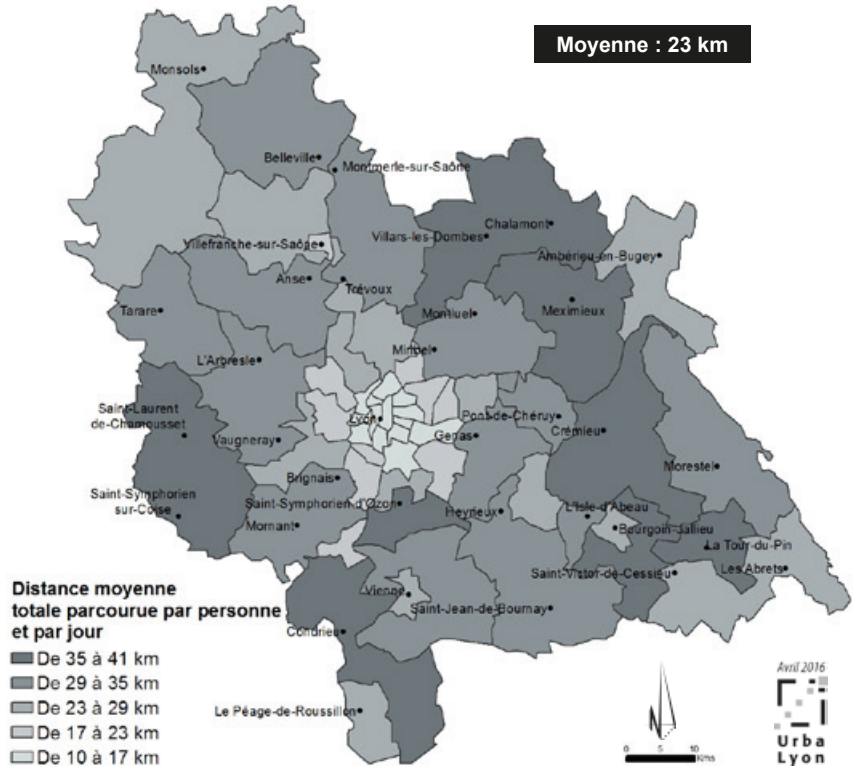 Moyenne : 23 km
Monsols
Belleville
Montmerle-sur-Saône
Chalamont
Villars-les-Dombes
Villefranche-sur-Saône
Ambérieu-en-Bugey
Anse
Trévoux
Meximieux
Tarare
Montluel
Miribel
L'Arbresle
Saint-Laurent
de-Chamousset
Lyon
Pont-de-Chéruy
Crémieu
Vaugneray
Genas
Morestel
Brignais
Saint-Symphorien
sur-Coise
Saint-Symphorien-d'Ozon
Heyrieux
L'Isle-d'Abeau
Mornant
Bourgoin-Jallieu
La Tour-du-Pin
Saint-Victor-de-Cessieu
Les Abrets
Vienne
Saint-Jean-de-Bournay
Condrieu
Le Péage-de-Roussillon
Distance moyenne
totale parcourue par personne
et par jour
De 35 à 41 km
De 29 à 35 km
De 23 à 29 km
De 17 à 23 km
De 10 à 17 km
N
0 5 10
Kms
Avril 2016
Urba
Lyon